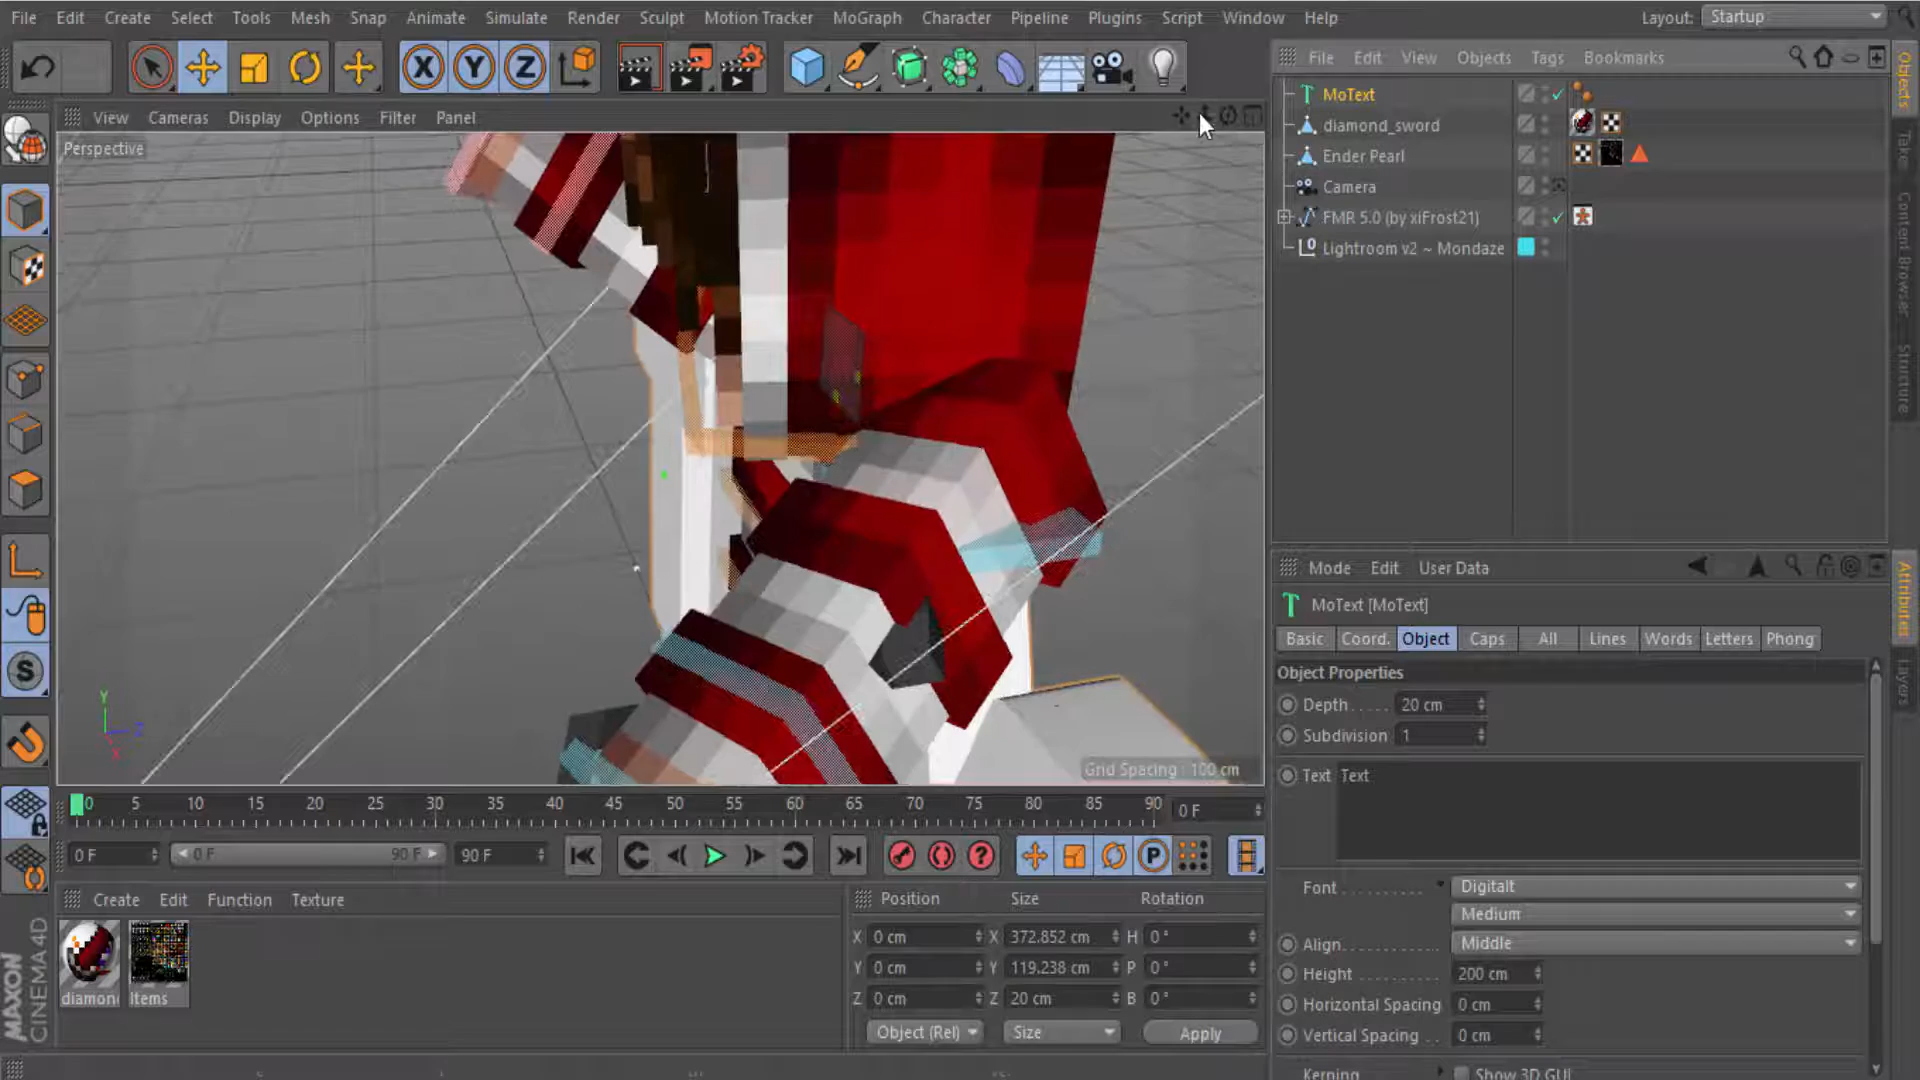 File Edit Create Select Tools Mesh Snap Animate Simulate Render Sculpt Motion Tracker MoGraph Character Pipeline Plugins Script Window Help Layout: Startup
File Edit View Objects Tags Bookmarks
MoText
diamond_sword
Ender Pearl
Camera
FMR 5.0 (by xiFrost21)
Lightroom v2 ~ Mondaze
Objects
Take
Content Browser
Structure
View Cameras Display Options Filter Panel
Perspective
X Y Z
S
Y
Z
X
Grid Spacing : 100 cm
Mode Edit User Data
MoText [MoText]
Basic Coord. Object Caps All Lines Words Letters Phong
Object Properties
Depth 20 cm
Subdivision 1
Text Text
Font Digitalt
Medium
Align Middle
Height 200 cm
Horizontal Spacing 0 cm
Vertical Spacing 0 cm
Kerning Show 3D GUI
Attributes
Layers
0 5 10 15 20 25 30 35 40 45 50 55 60 65 70 75 80 85 90 0 F
0 F 0 F 90 F 90 F
P
Create Edit Function Texture
diamon Items
Position Size Rotation
X 0 cm X 372.852 cm H 0 °
Y 0 cm Y 119.238 cm P 0 °
Z 0 cm Z 20 cm B 0 °
Object (Rel) Size Apply
MAXON
CINEMA 4D